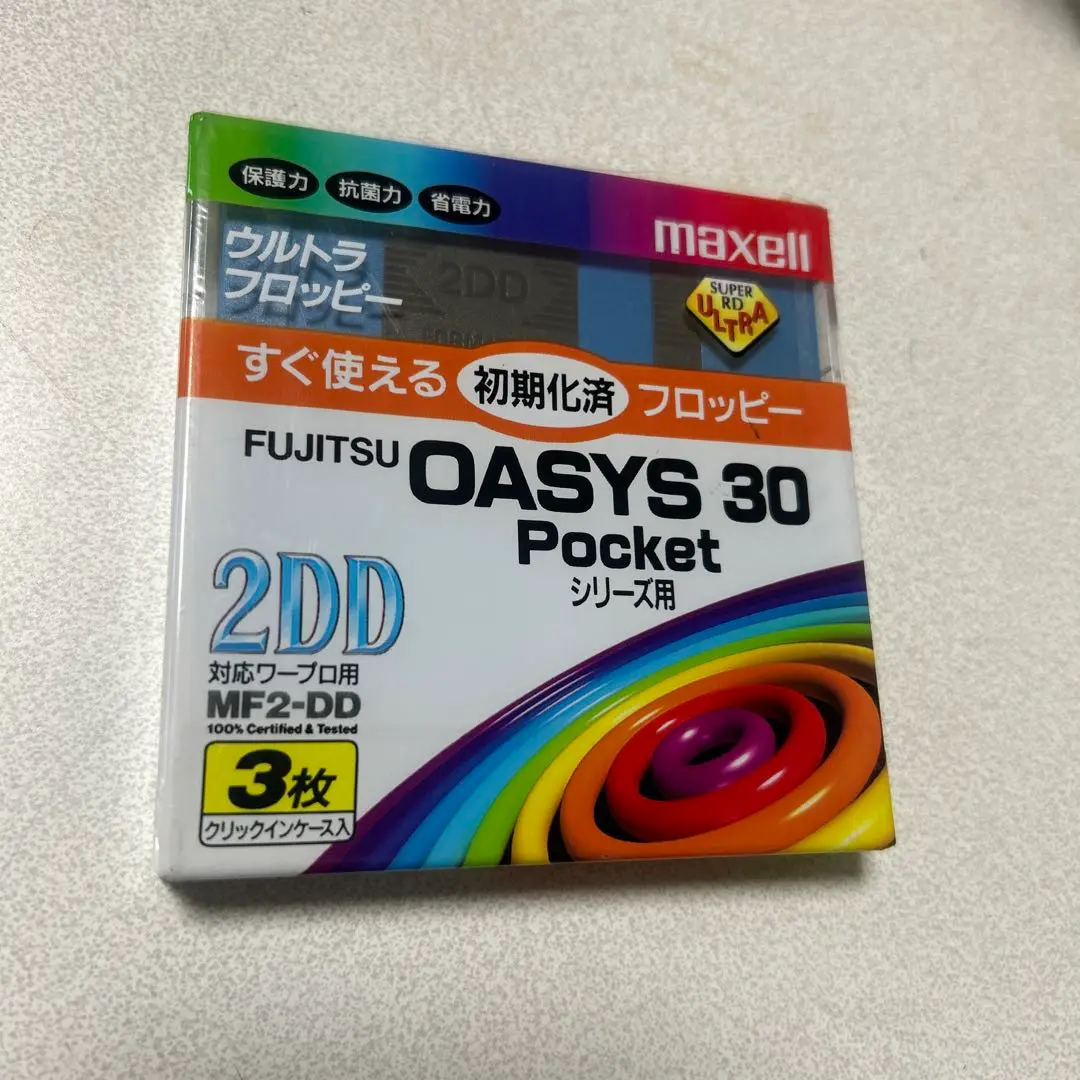 保護力 抗菌力 省電力
maxell
ウルトラ
フロッピー
2DD
SUPER
RD
ULTRA
すぐ使える 初期化済 フロッピー
FUJITSU OASYS 30
Pocket
シリーズ用
2DD
対応ワープロ用
MF2-DD
100% Certified & Tested
3枚
クリックインケース入